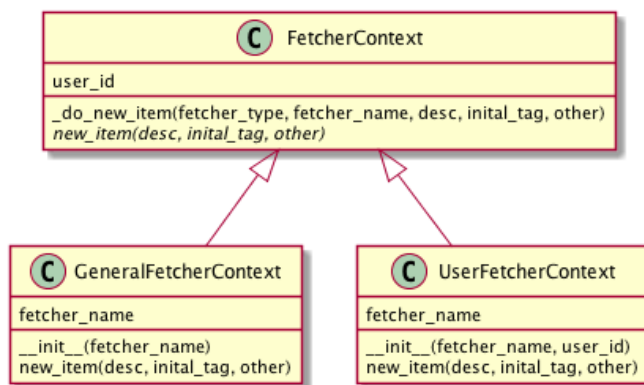 C FetcherContext
user_id
_do_new_item(fetcher_type, fetcher_name, desc, inital_tag, other)
new_item(desc, inital_tag, other)
C GeneralFetcherContext
fetcher_name
__init__(fetcher_name)
new_item(desc, inital_tag, other)
C UserFetcherContext
fetcher_name
__init__(fetcher_name, user_id)
new_item(desc, inital_tag, other)